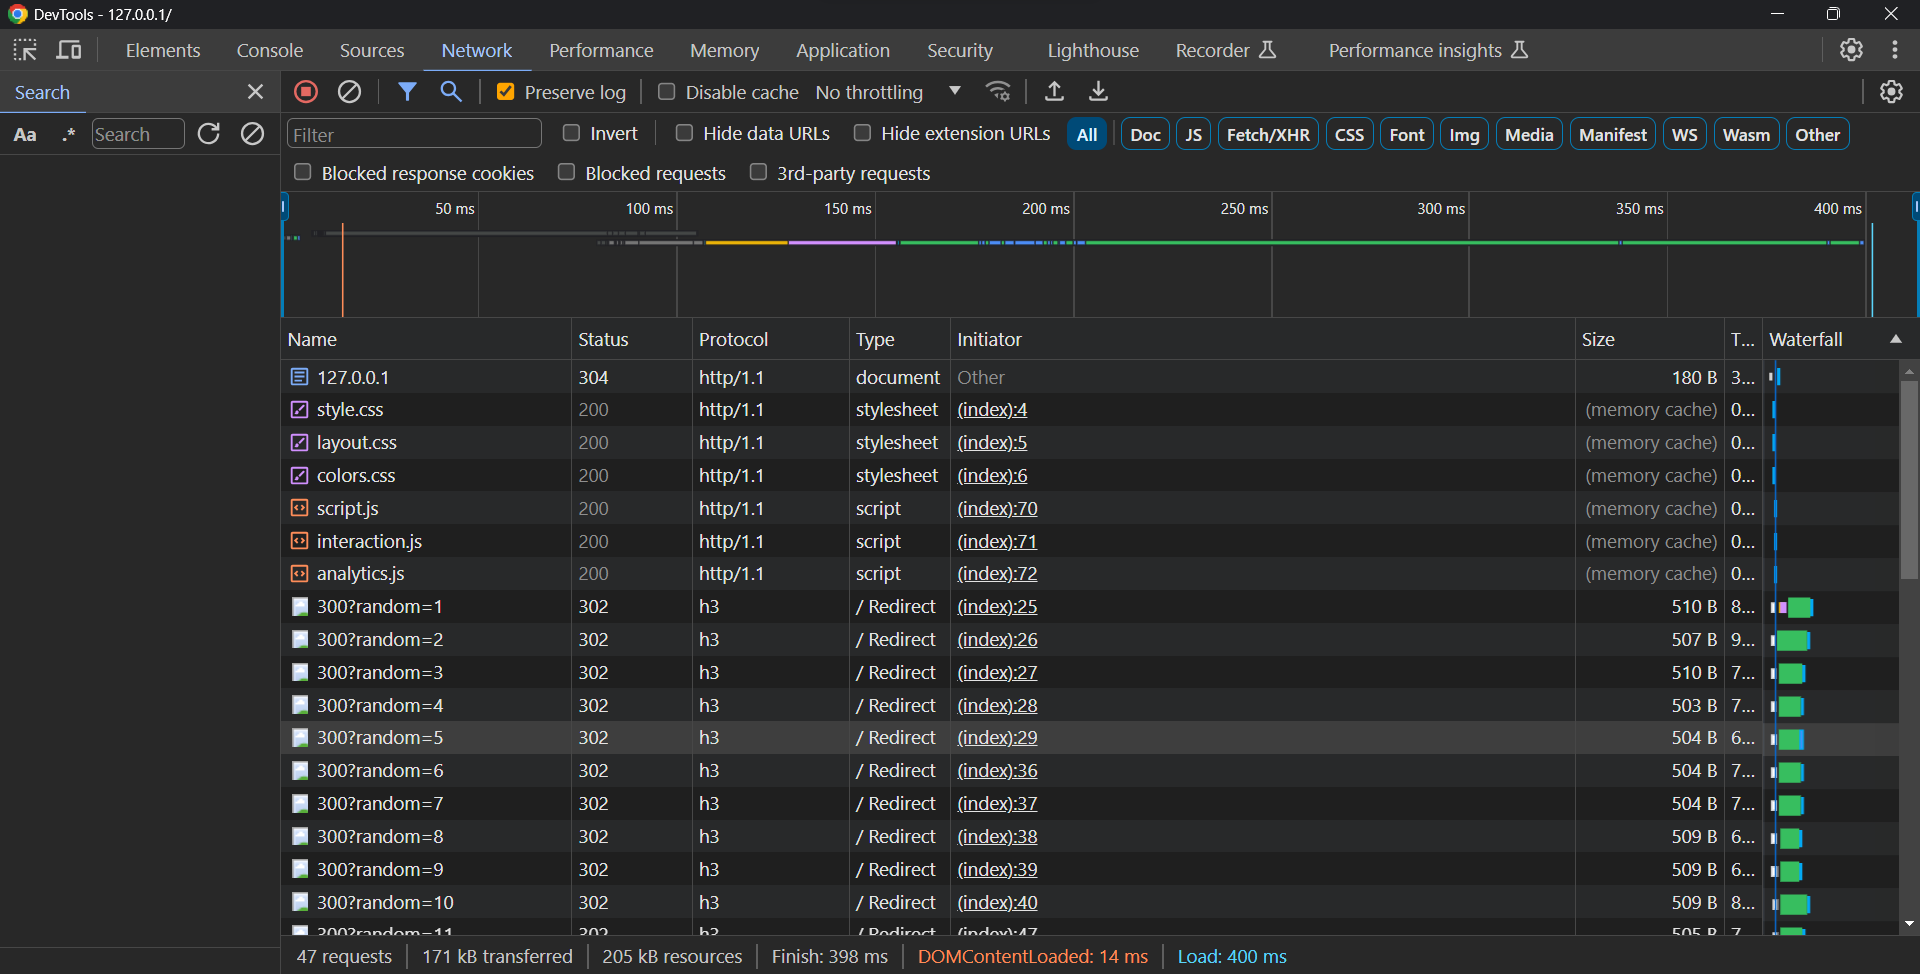 DevTools - 127.0.0.1/
Elements Console Sources Network Performance Memory Application Security Lighthouse Recorder Performance insights
Search
Preserve log Disable cache No throttling
Aa .* Search
Filter Invert Hide data URLs Hide extension URLs All Doc JS Fetch/XHR CSS Font Img Media Manifest WS Wasm Other
Blocked response cookies Blocked requests 3rd-party requests
50 ms 100 ms 150 ms 200 ms 250 ms 300 ms 350 ms 400 ms
Name Status Protocol Type Initiator Size T... Waterfall
127.0.0.1 304 http/1.1 document Other 180 B 3...
style.css 200 http/1.1 stylesheet (index):4 (memory cache) 0...
layout.css 200 http/1.1 stylesheet (index):5 (memory cache) 0...
colors.css 200 http/1.1 stylesheet (index):6 (memory cache) 0...
script.js 200 http/1.1 script (index):70 (memory cache) 0...
interaction.js 200 http/1.1 script (index):71 (memory cache) 0...
analytics.js 200 http/1.1 script (index):72 (memory cache) 0...
300?random=1 302 h3 / Redirect (index):25 510 B 8...
300?random=2 302 h3 / Redirect (index):26 507 B 9...
300?random=3 302 h3 / Redirect (index):27 510 B 7...
300?random=4 302 h3 / Redirect (index):28 503 B 7...
300?random=5 302 h3 / Redirect (index):29 504 B 6...
300?random=6 302 h3 / Redirect (index):36 504 B 7...
300?random=7 302 h3 / Redirect (index):37 504 B 7...
300?random=8 302 h3 / Redirect (index):38 509 B 6...
300?random=9 302 h3 / Redirect (index):39 509 B 6...
300?random=10 302 h3 / Redirect (index):40 509 B 8...
300?random=11 302 h3 / Redirect (index):47 505 B 7...
47 requests 171 kB transferred 205 kB resources Finish: 398 ms DOMContentLoaded: 14 ms Load: 400 ms